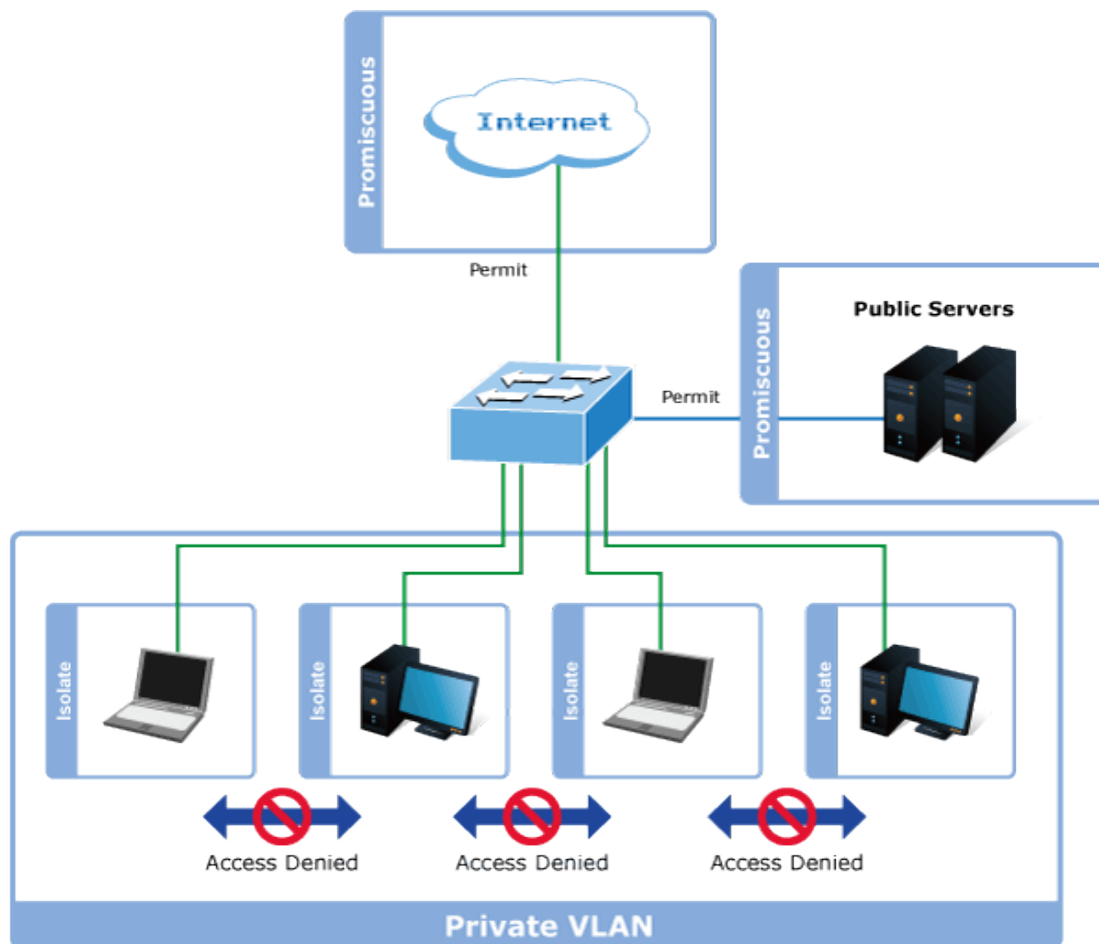 Promiscuous
Internet
Permit
Promiscuous
Public Servers
Permit
Isolate
Isolate
Isolate
Isolate
Access Denied
Access Denied
Access Denied
Private VLAN